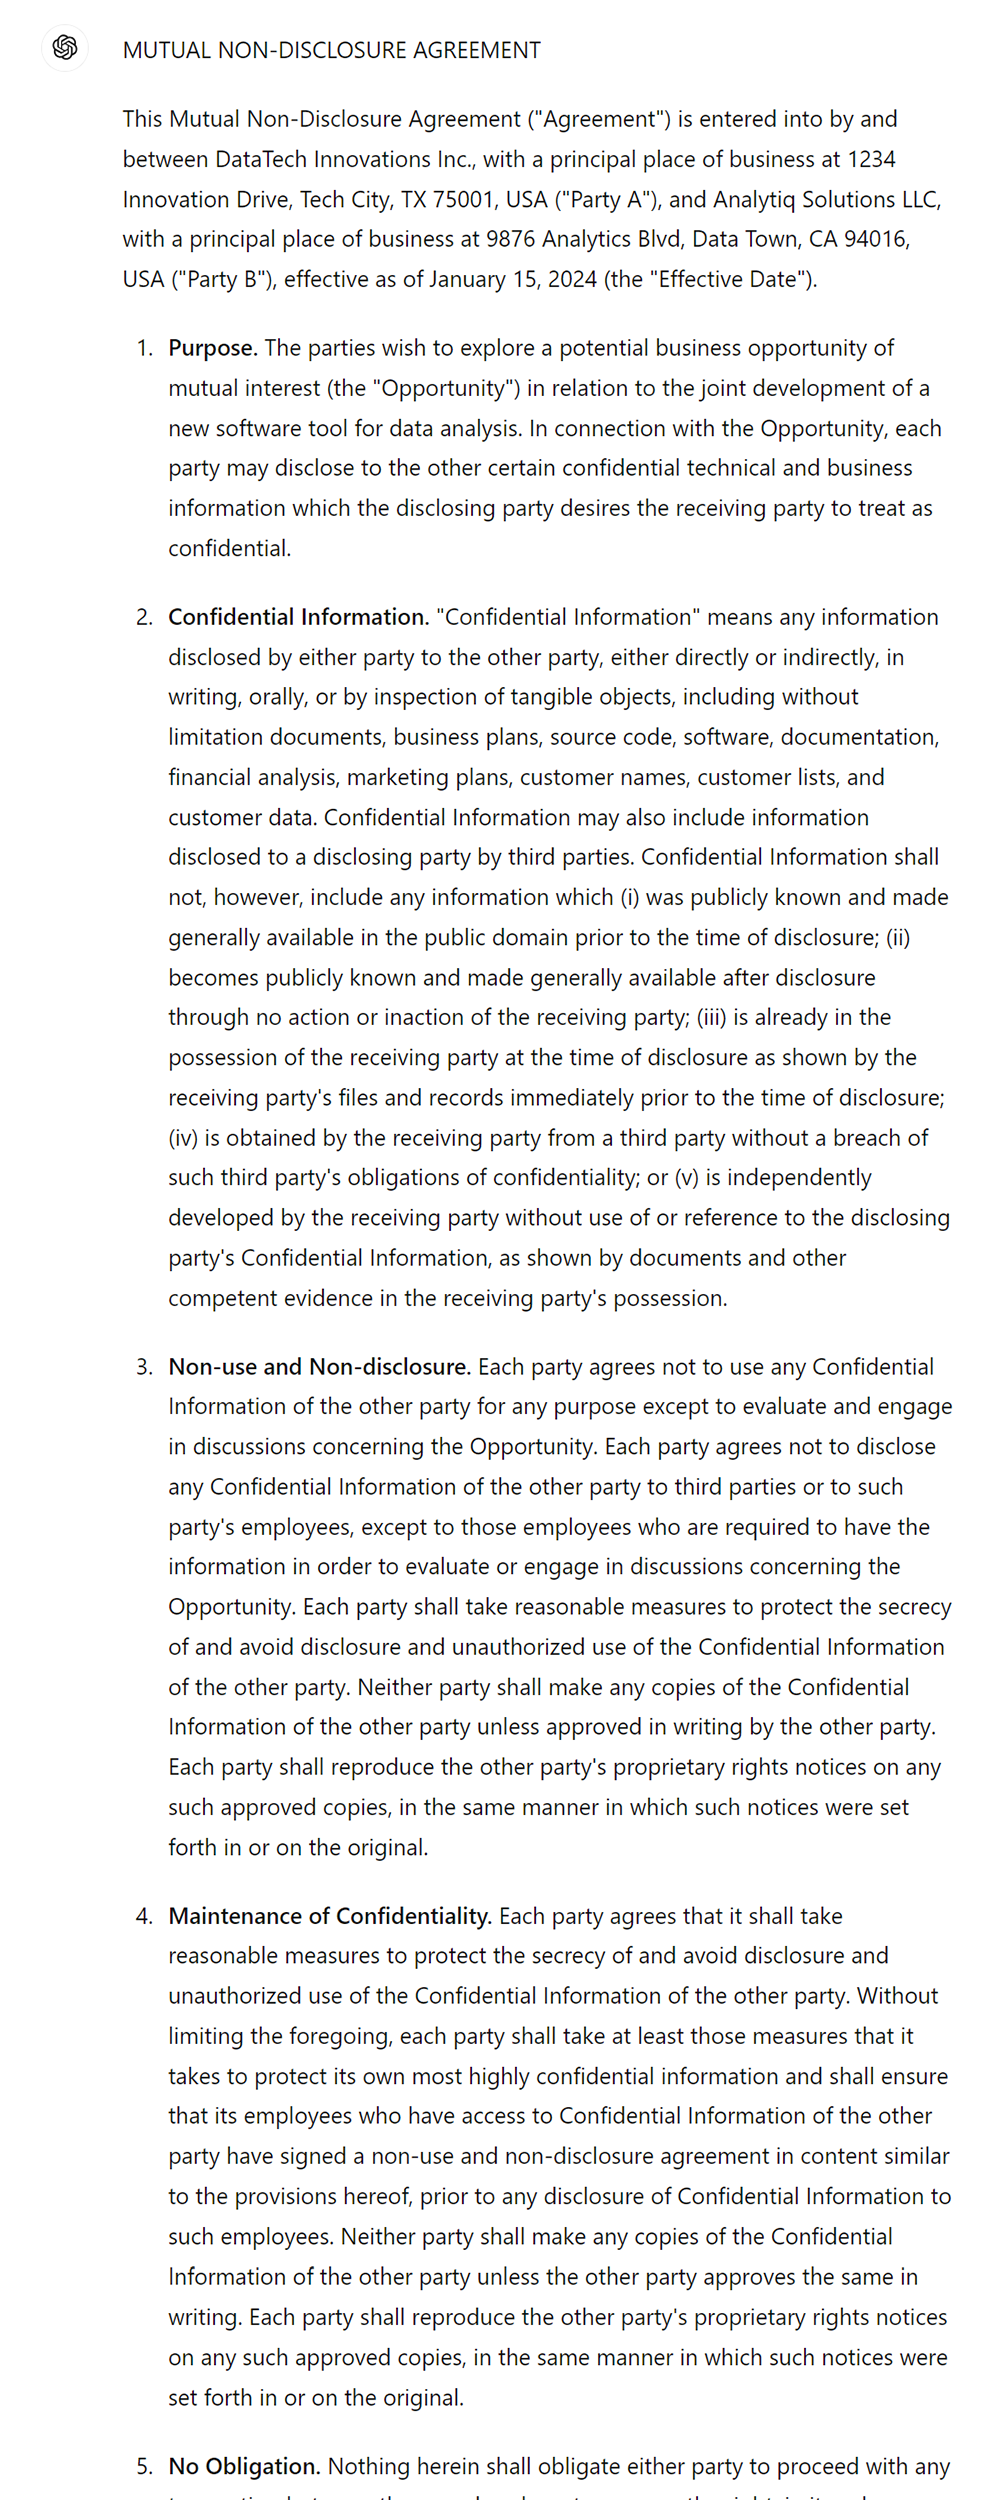 MUTUAL NON-DISCLOSURE AGREEMENT
This Mutual Non-Disclosure Agreement ("Agreement") is entered into by and
between DataTech Innovations Inc., with a principal place of business at 1234
Innovation Drive, Tech City, TX 75001, USA ("Party A"), and Analytiq Solutions LLC,
with a principal place of business at 9876 Analytics Blvd, Data Town, CA 94016,
USA ("Party B"), effective as of January 15, 2024 (the "Effective Date").
1. Purpose. The parties wish to explore a potential business opportunity of
mutual interest (the "Opportunity") in relation to the joint development of a
new software tool for data analysis. In connection with the Opportunity, each
party may disclose to the other certain confidential technical and business
information which the disclosing party desires the receiving party to treat as
confidential.
2. Confidential Information. "Confidential Information" means any information
disclosed by either party to the other party, either directly or indirectly, in
writing, orally, or by inspection of tangible objects, including without
limitation documents, business plans, source code, software, documentation,
financial analysis, marketing plans, customer names, customer lists, and
customer data. Confidential Information may also include information
disclosed to a disclosing party by third parties. Confidential Information shall
not, however, include any information which (i) was publicly known and made
generally available in the public domain prior to the time of disclosure; (ii)
becomes publicly known and made generally available after disclosure
through no action or inaction of the receiving party; (iii) is already in the
possession of the receiving party at the time of disclosure as shown by the
receiving party's files and records immediately prior to the time of disclosure;
(iv) is obtained by the receiving party from a third party without a breach of
such third party's obligations of confidentiality; or (v) is independently
developed by the receiving party without use of or reference to the disclosing
party's Confidential Information, as shown by documents and other
competent evidence in the receiving party's possession.
3. Non-use and Non-disclosure. Each party agrees not to use any Confidential
Information of the other party for any purpose except to evaluate and engage
in discussions concerning the Opportunity. Each party agrees not to disclose
any Confidential Information of the other party to third parties or to such
party's employees, except to those employees who are required to have the
information in order to evaluate or engage in discussions concerning the
Opportunity. Each party shall take reasonable measures to protect the secrecy
of and avoid disclosure and unauthorized use of the Confidential Information
of the other party. Neither party shall make any copies of the Confidential
Information of the other party unless approved in writing by the other party.
Each party shall reproduce the other party's proprietary rights notices on any
such approved copies, in the same manner in which such notices were set
forth in or on the original.
4. Maintenance of Confidentiality. Each party agrees that it shall take
reasonable measures to protect the secrecy of and avoid disclosure and
unauthorized use of the Confidential Information of the other party. Without
limiting the foregoing, each party shall take at least those measures that it
takes to protect its own most highly confidential information and shall ensure
that its employees who have access to Confidential Information of the other
party have signed a non-use and non-disclosure agreement in content similar
to the provisions hereof, prior to any disclosure of Confidential Information to
such employees. Neither party shall make any copies of the Confidential
Information of the other party unless the other party approves the same in
writing. Each party shall reproduce the other party's proprietary rights notices
on any such approved copies, in the same manner in which such notices were
set forth in or on the original.
5. No Obligation. Nothing herein shall obligate either party to proceed with any